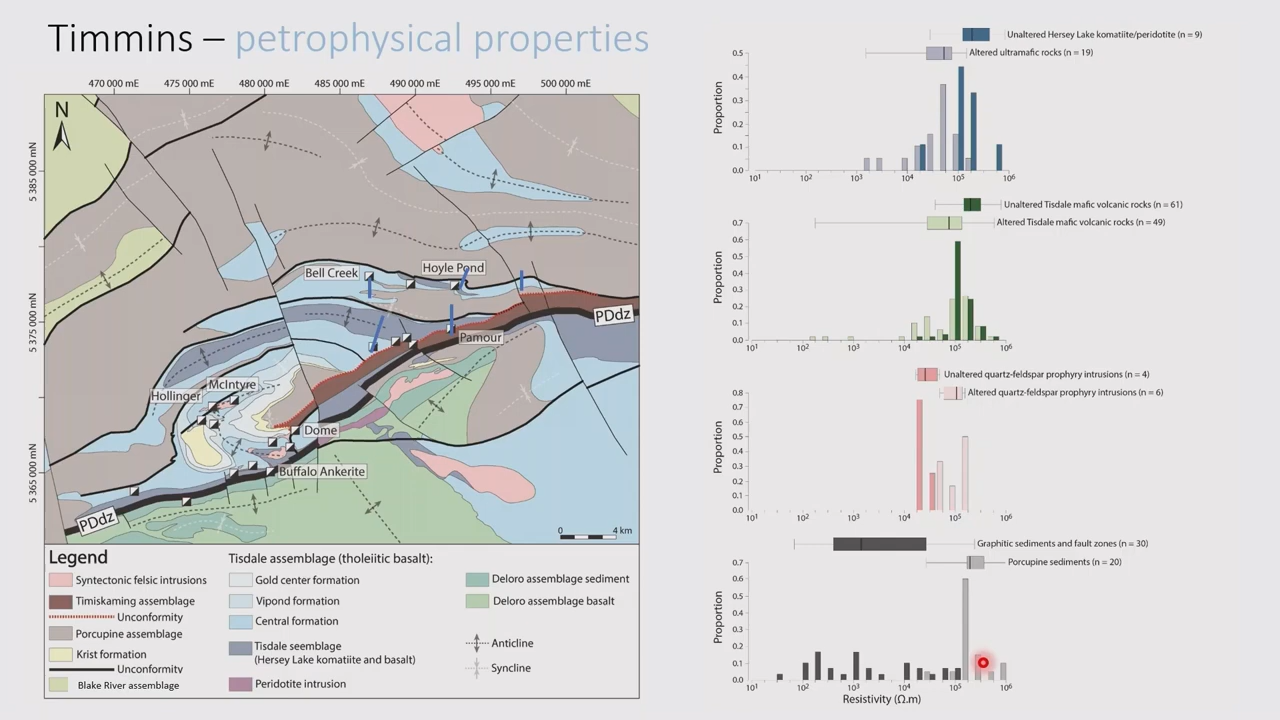 Timmins – petrophysical properties
470 000 mE
475 000 mE
480 000 mE
485 000 mE
490 000 mE
495 000 mE
500 000 mE
N
5 385 000 mN
5 375 000 mN
5 365 000 mN
Bell Creek
Hoyle Pond
PDdz
Pamour
McIntyre
Hollinger
Dome
Buffalo Ankerite
PDdz
0
4 km
Legend
Syntectonic felsic intrusions
Timiskaming assemblage
Unconformity
Porcupine assemblage
Krist formation
Unconformity
Blake River assemblage
Tisdale assemblage (tholeiitic basalt):
Gold center formation
Vipond formation
Central formation
Tisdale seemblage
(Hersey Lake komatiite and basalt)
Peridotite intrusion
Deloro assemblage sediment
Deloro assemblage basalt
Anticline
Syncline
Unaltered Hersey Lake komatiite/peridotite (n = 9)
Altered ultramafic rocks (n = 19)
Proportion
0.5
0.4
0.3
0.2
0.1
0.0
10¹ 10² 10³ 10⁴ 10⁵ 10⁶
Unaltered Tisdale mafic volcanic rocks (n = 61)
Altered Tisdale mafic volcanic rocks (n = 49)
Proportion
0.7
0.6
0.5
0.4
0.3
0.2
0.1
0.0
10¹ 10² 10³ 10⁴ 10⁵ 10⁶
Unaltered quartz-feldspar prophyry intrusions (n = 4)
Altered quartz-feldspar prophyry intrusions (n = 6)
Proportion
0.8
0.7
0.6
0.5
0.4
0.3
0.2
0.1
0.0
10¹ 10² 10³ 10⁴ 10⁵ 10⁶
Graphitic sediments and fault zones (n = 30)
Porcupine sediments (n = 20)
Proportion
0.7
0.6
0.5
0.4
0.3
0.2
0.1
0.0
10¹ 10² 10³ 10⁴ 10⁵ 10⁶
Resistivity (Ω.m)